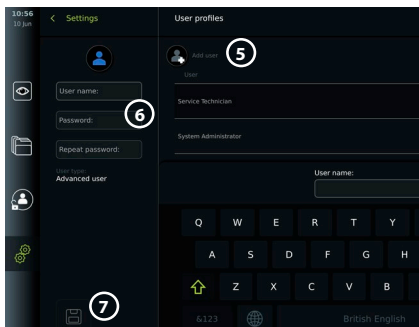 10:56
10 Jun
Settings
User profiles
Add user
5
User
User name:
Service Technician
Password:
6
System Administrator
Repeat password:
User type:
Advanced user
User name:
Q W E R T Y
A S D F G H
Z X C V B
7
&123
British English